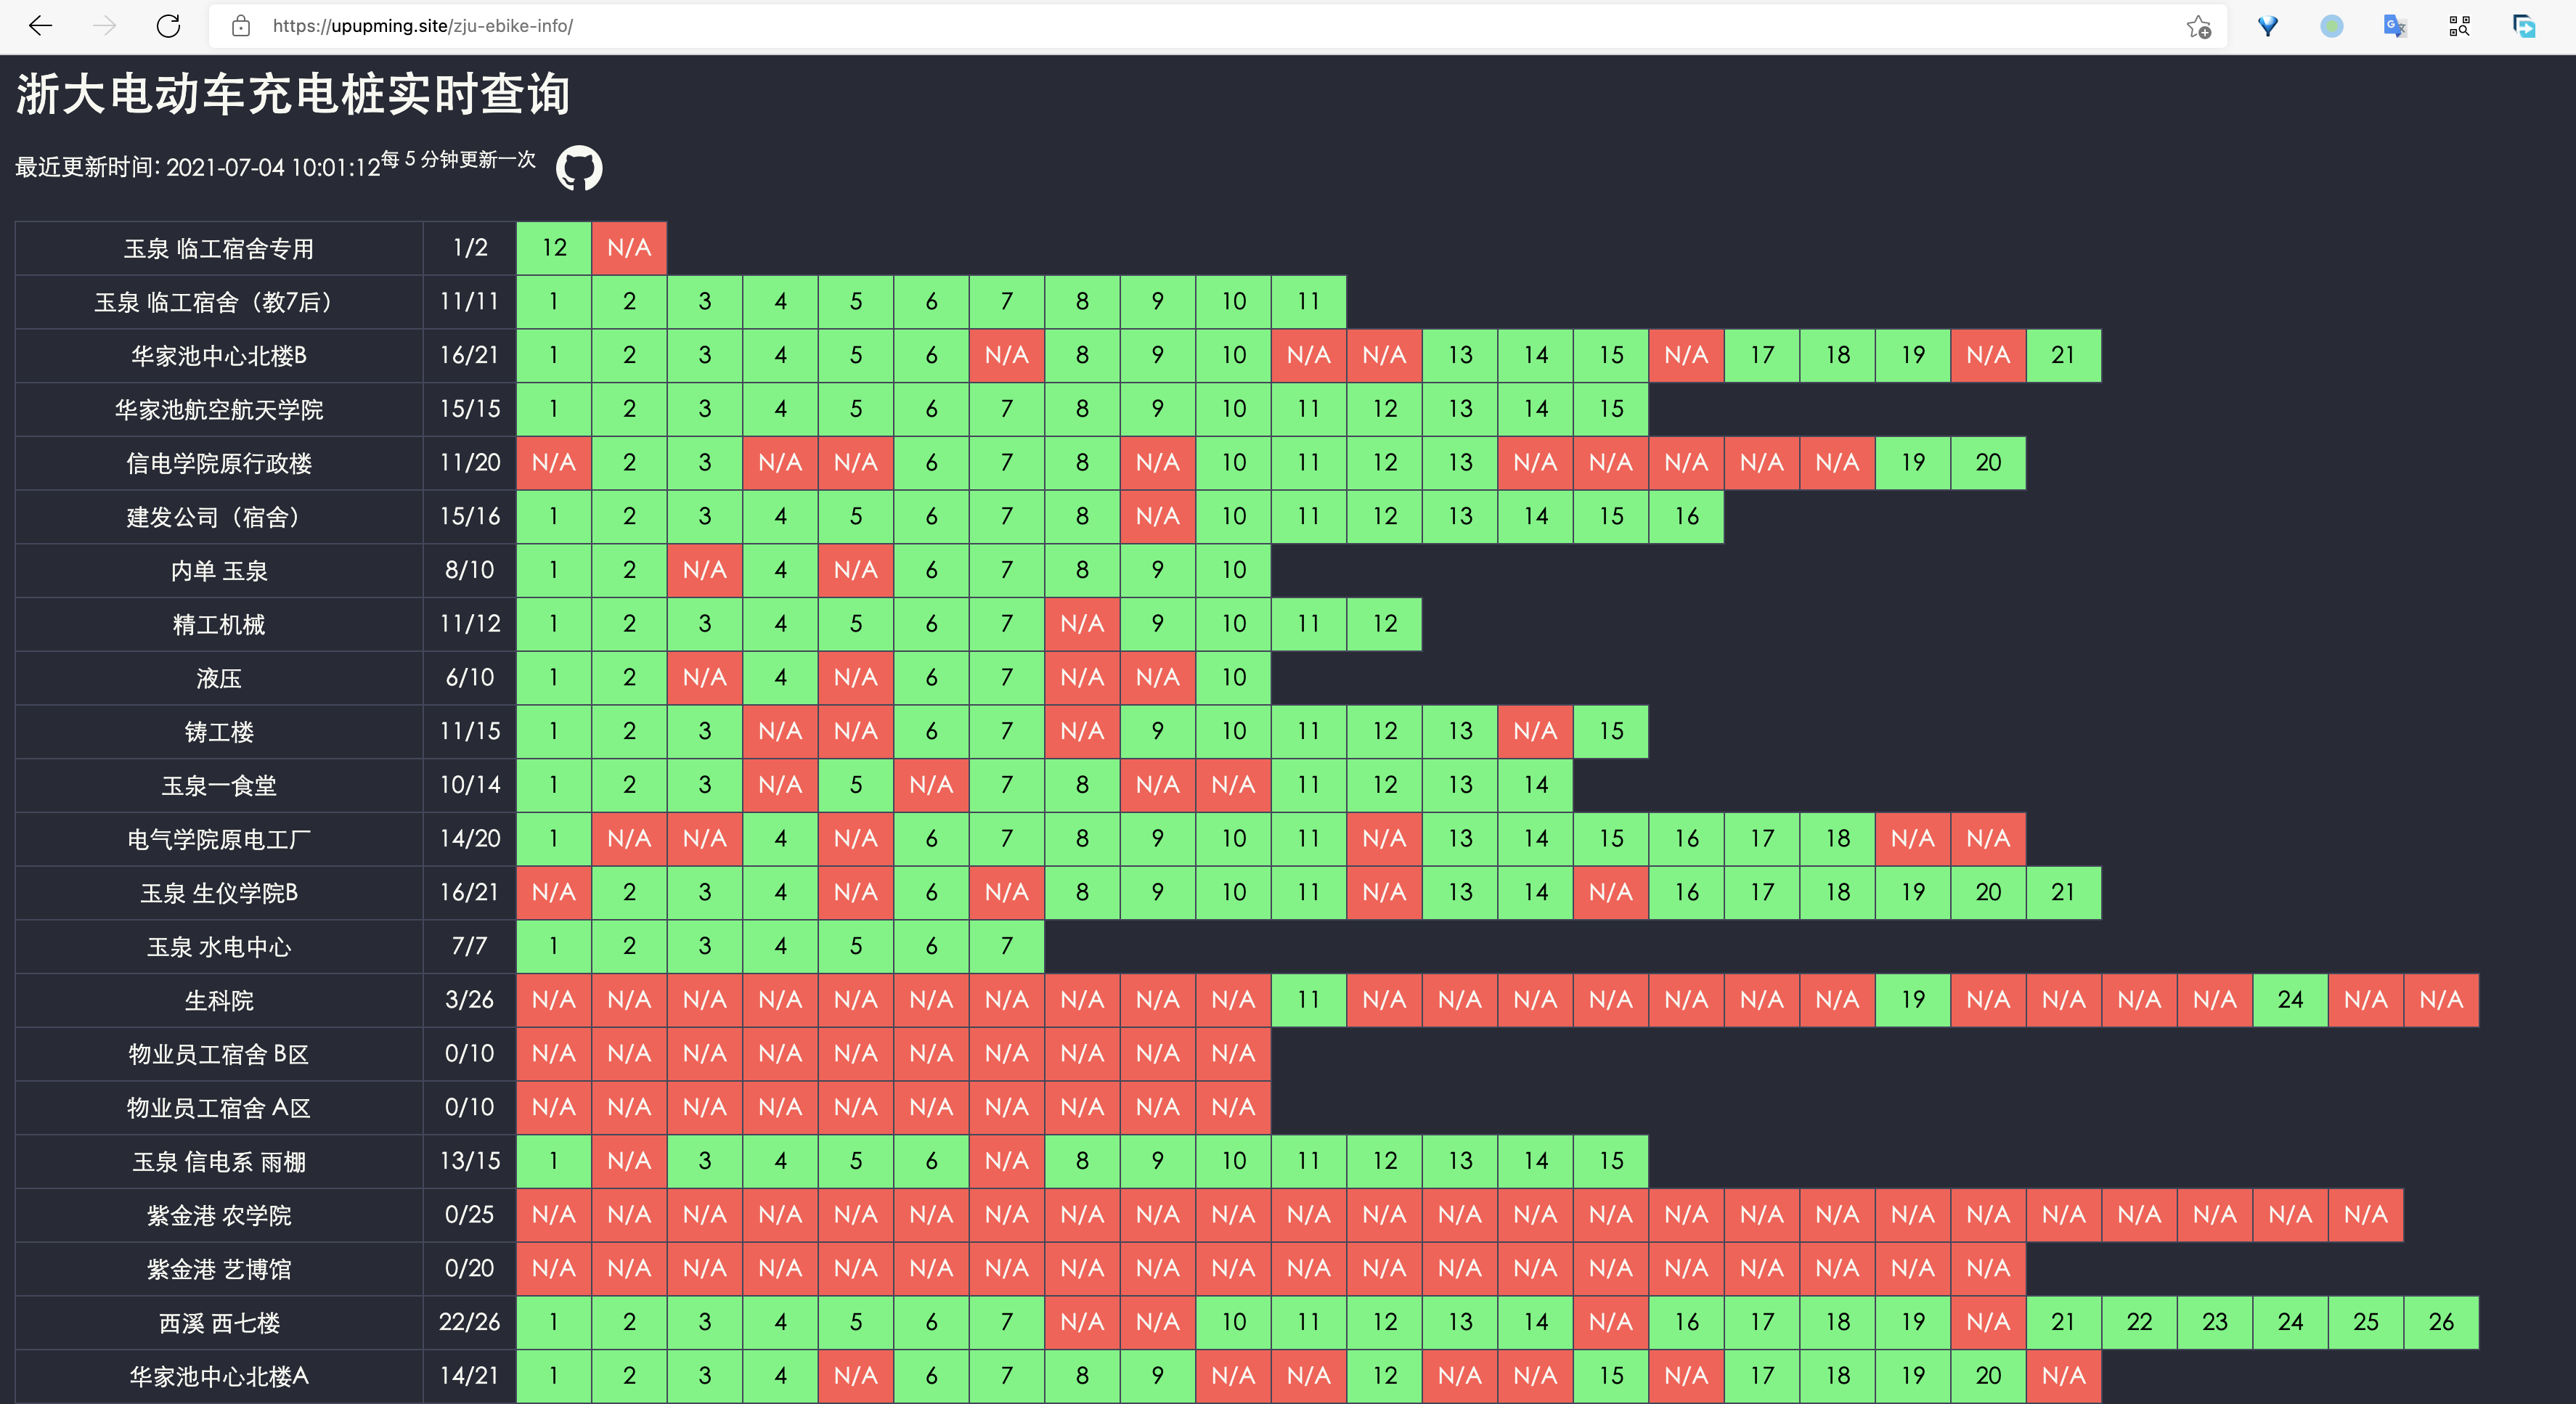 https://upupming.site/zju-ebike-info/
浙大电动车充电桩实时查询
最近更新时间: 2021-07-04 10:01:12每 5 分钟更新一次
玉泉 临工宿舍专用 1/2 12 N/A
玉泉 临工宿舍（教7后） 11/11 1 2 3 4 5 6 7 8 9 10 11
华家池中心北楼B 16/21 1 2 3 4 5 6 N/A 8 9 10 N/A N/A 13 14 15 N/A 17 18 19 N/A 21
华家池航空航天学院 15/15 1 2 3 4 5 6 7 8 9 10 11 12 13 14 15
信电学院原行政楼 11/20 N/A 2 3 N/A N/A 6 7 8 N/A 10 11 12 13 N/A N/A N/A N/A N/A 19 20
建发公司（宿舍） 15/16 1 2 3 4 5 6 7 8 N/A 10 11 12 13 14 15 16
内单 玉泉 8/10 1 2 N/A 4 N/A 6 7 8 9 10
精工机械 11/12 1 2 3 4 5 6 7 N/A 9 10 11 12
液压 6/10 1 2 N/A 4 N/A 6 7 N/A N/A 10
铸工楼 11/15 1 2 3 N/A N/A 6 7 N/A 9 10 11 12 13 N/A 15
玉泉一食堂 10/14 1 2 3 N/A 5 N/A 7 8 N/A N/A 11 12 13 14
电气学院原电工厂 14/20 1 N/A N/A 4 N/A 6 7 8 9 10 11 N/A 13 14 15 16 17 18 N/A N/A
玉泉 生仪学院B 16/21 N/A 2 3 4 N/A 6 N/A 8 9 10 11 N/A 13 14 N/A 16 17 18 19 20 21
玉泉 水电中心 7/7 1 2 3 4 5 6 7
生科院 3/26 N/A N/A N/A N/A N/A N/A N/A N/A N/A N/A 11 N/A N/A N/A N/A N/A N/A N/A 19 N/A N/A N/A N/A 24 N/A N/A
物业员工宿舍 B区 0/10 N/A N/A N/A N/A N/A N/A N/A N/A N/A N/A
物业员工宿舍 A区 0/10 N/A N/A N/A N/A N/A N/A N/A N/A N/A N/A
玉泉 信电系 雨棚 13/15 1 N/A 3 4 5 6 N/A 8 9 10 11 12 13 14 15
紫金港 农学院 0/25 N/A N/A N/A N/A N/A N/A N/A N/A N/A N/A N/A N/A N/A N/A N/A N/A N/A N/A N/A N/A N/A N/A N/A N/A N/A
紫金港 艺博馆 0/20 N/A N/A N/A N/A N/A N/A N/A N/A N/A N/A N/A N/A N/A N/A N/A N/A N/A N/A N/A N/A
西溪 西七楼 22/26 1 2 3 4 5 6 7 N/A N/A 10 11 12 13 14 N/A 16 17 18 19 N/A 21 22 23 24 25 26
华家池中心北楼A 14/21 1 2 3 4 N/A 6 7 8 9 N/A N/A 12 N/A N/A 15 N/A 17 18 19 20 N/A